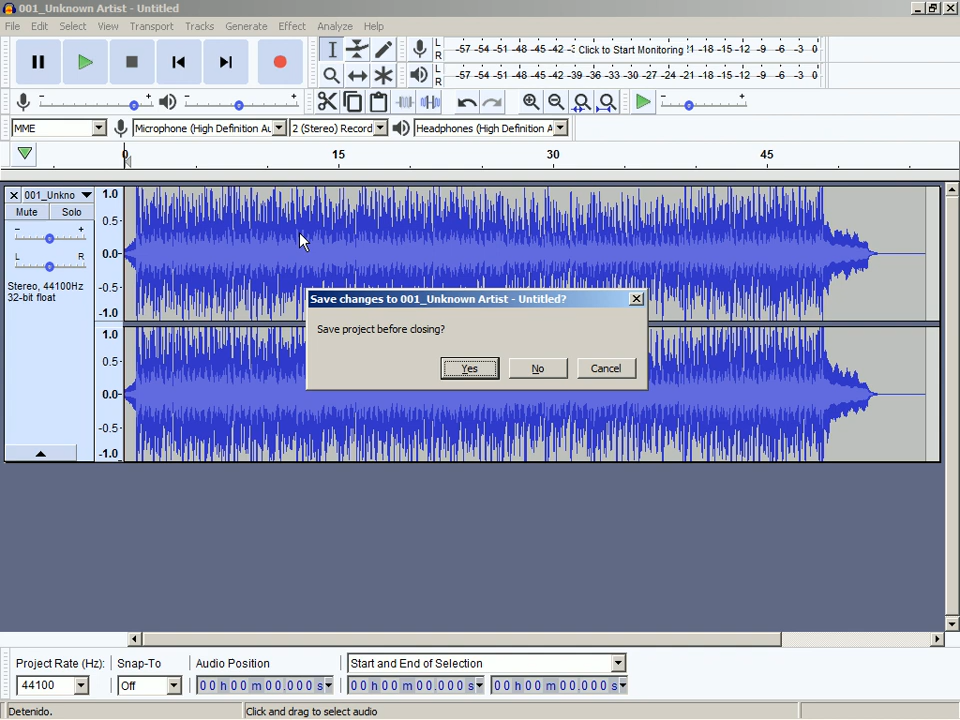 001_Unknown Artist - Untitled
File Edit Select View Transport Tracks Generate Effect Analyze Help
L -57 -54 -51 -48 -45 -42 -: Click to Start Monitoring !1 -18 -15 -12 -9 -6 -3 0
R
L -57 -54 -51 -48 -45 -42 -39 -36 -33 -30 -27 -24 -21 -18 -15 -12 -9 -6 -3 0
R
- + - + - +
MME Microphone (High Definition Au 2 (Stereo) Record Headphones (High Definition A
0 15 30 45
001_Unkno
Mute Solo
- +
L R
Stereo, 44100Hz
32-bit float
1.0
0.5-
0.0-
-0.5-
-1.0
1.0
0.5-
0.0-
-0.5-
-1.0
Save changes to 001_Unknown Artist - Untitled?
Save project before closing?
Yes No Cancel
Project Rate (Hz): Snap-To Audio Position Start and End of Selection
44100 Off 00 h 00 m 00.000 s 00 h 00 m 00.000 s 00 h 00 m 00.000 s
Detenido. Click and drag to select audio